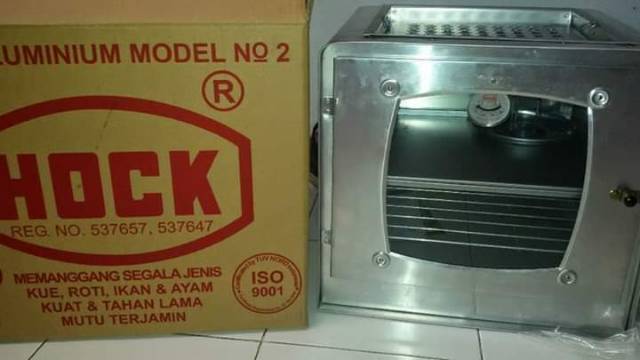 LUMINIUM MODEL Nº 2
®
HOCK
REG. NO. 537657, 537647
MEMANGGANG SEGALA JENIS
KUE, ROTI, IKAN & AYAM
KUAT & TAHAN LAMA
MUTU TERJAMIN
ISO
9001